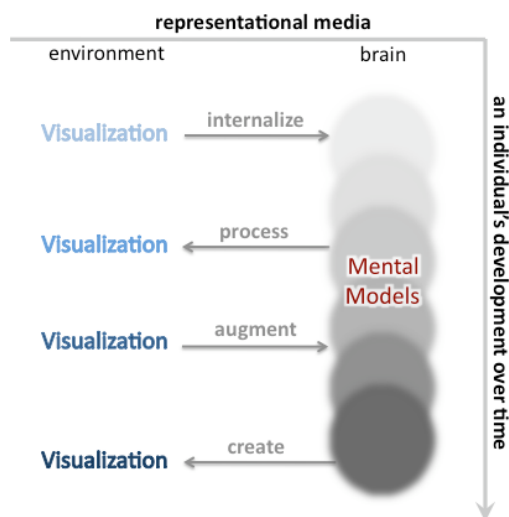 representational media
environment brain
Visualization internalize
Visualization process
Mental
Models
Visualization augment
Visualization create
an individual's development over time